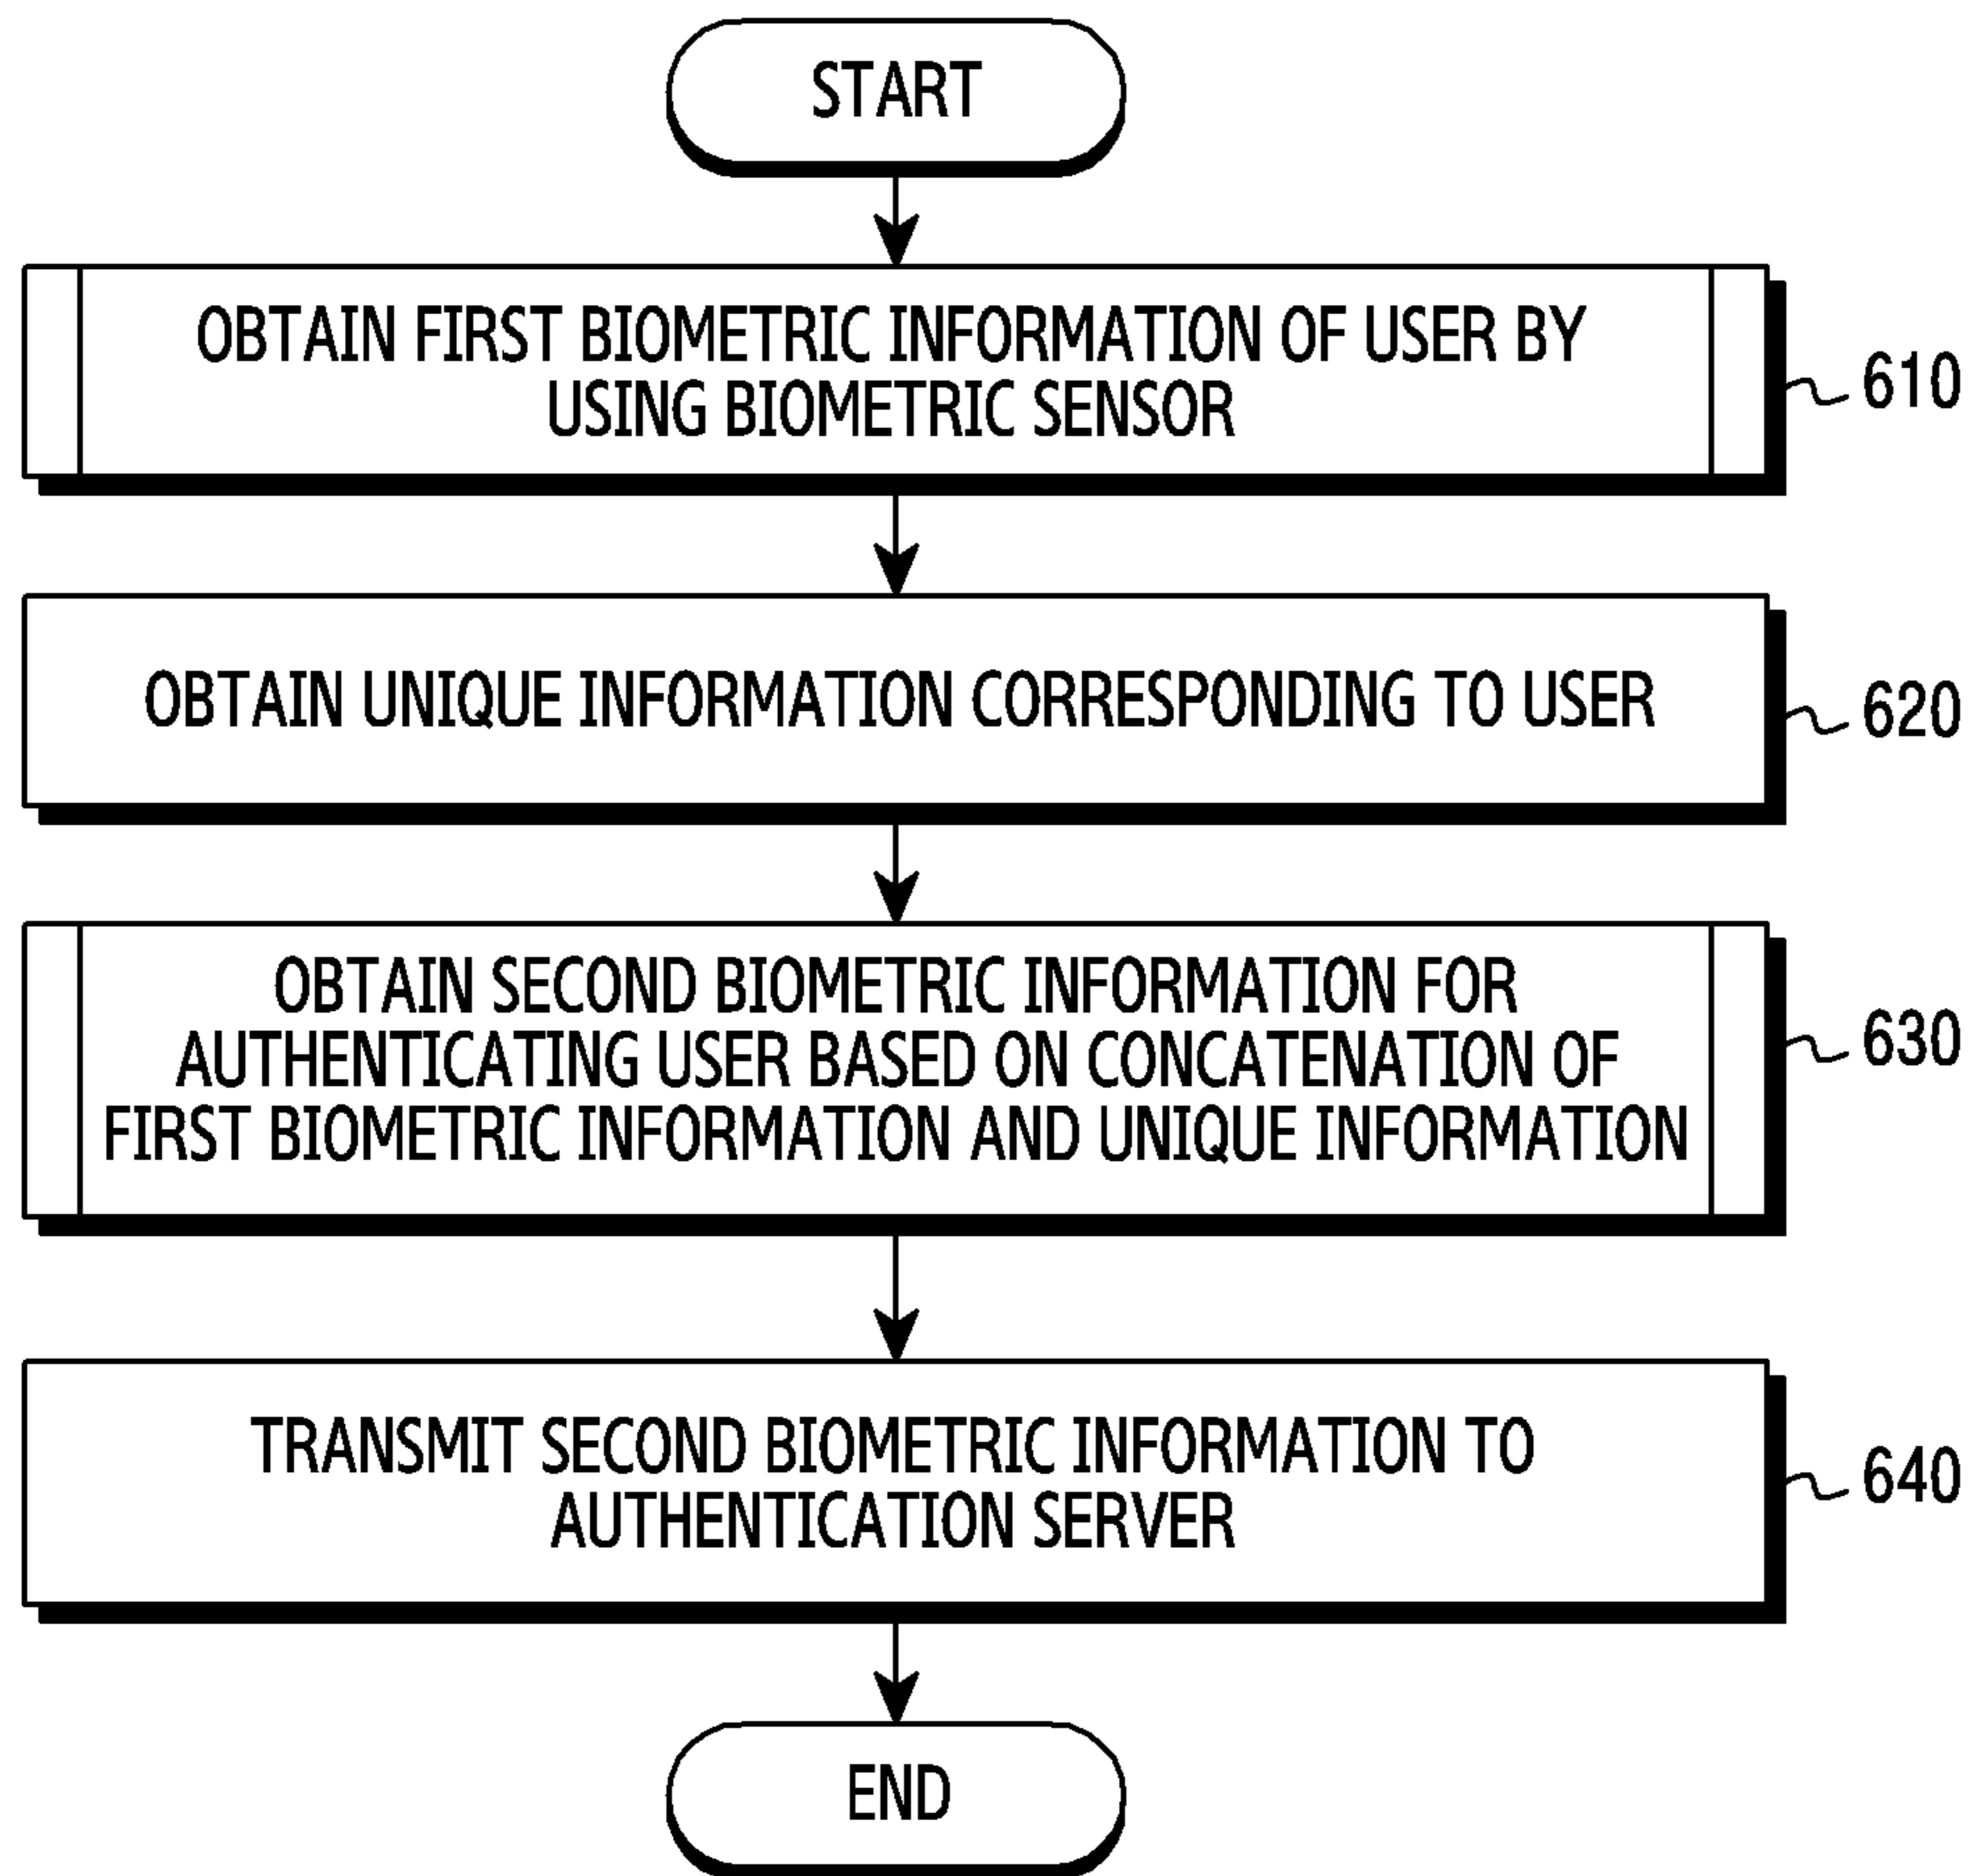 START
OBTAIN FIRST BIOMETRIC INFORMATION OF USER BY
USING BIOMETRIC SENSOR
610
OBTAIN UNIQUE INFORMATION CORRESPONDING TO USER
620
OBTAIN SECOND BIOMETRIC INFORMATION FOR
AUTHENTICATING USER BASED ON CONCATENATION OF
FIRST BIOMETRIC INFORMATION AND UNIQUE INFORMATION
630
TRANSMIT SECOND BIOMETRIC INFORMATION TO
AUTHENTICATION SERVER
640
END